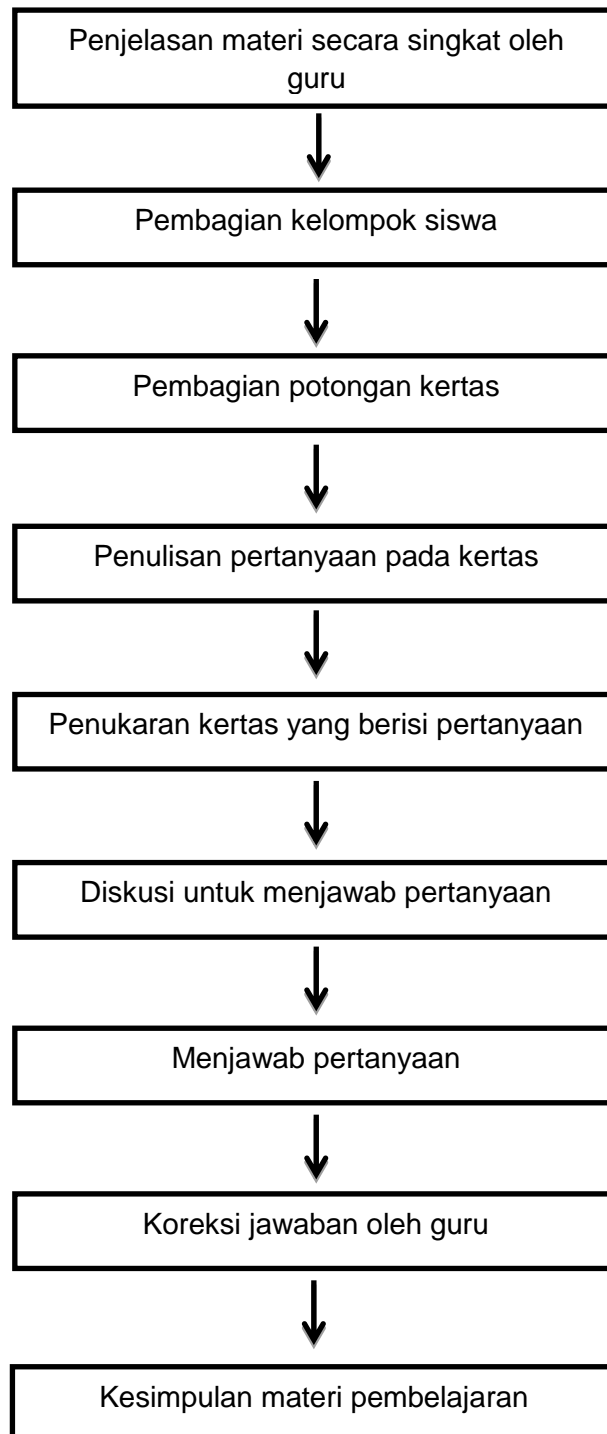 Penjelasan materi secara singkat oleh
guru
Pembagian kelompok siswa
Pembagian potongan kertas
Penulisan pertanyaan pada kertas
Penukaran kertas yang berisi pertanyaan
Diskusi untuk menjawab pertanyaan
Menjawab pertanyaan
Koreksi jawaban oleh guru
Kesimpulan materi pembelajaran